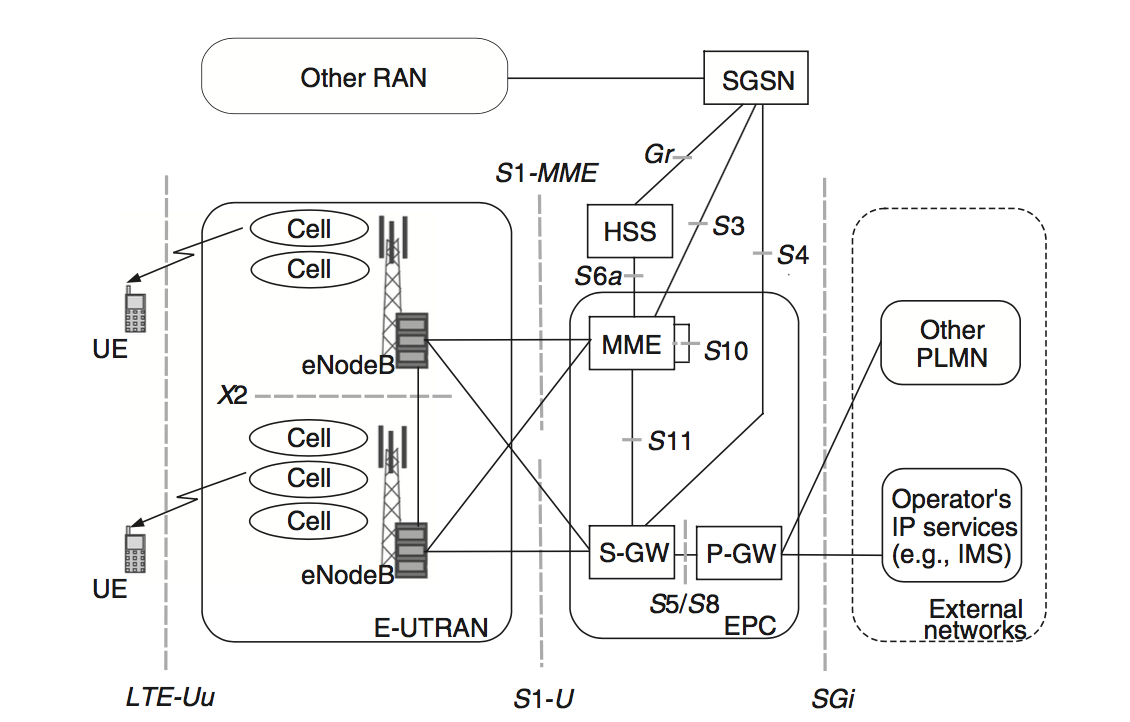 Other RAN
SGSN
Gr
S1-MME
HSS
S3
S4
S6a
Cell
Cell
UE
eNodeB
MME
S10
Other
PLMN
X2
Cell
Cell
Cell
S11
UE
eNodeB
S-GW
P-GW
Operator's
IP services
(e.g., IMS)
S5/S8
E-UTRAN
EPC
External
networks
LTE-Uu
S1-U
SGi